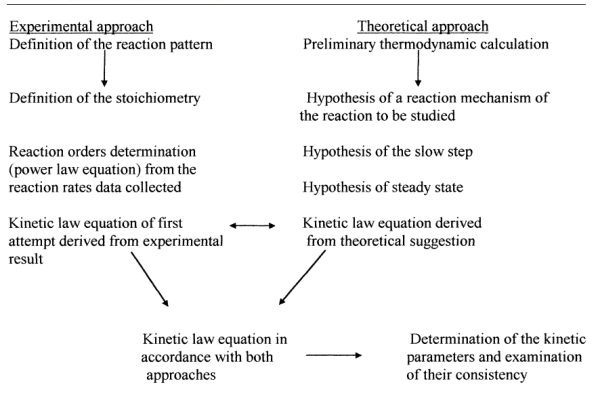 Experimental approach
Definition of the reaction pattern
Definition of the stoichiometry
Reaction orders determination
(power law equation) from the
reaction rates data collected
Kinetic law equation of first
attempt derived from experimental
result
Theoretical approach
Preliminary thermodynamic calculation
Hypothesis of a reaction mechanism of
the reaction to be studied
Hypothesis of the slow step
Hypothesis of steady state
Kinetic law equation derived
from theoretical suggestion
Kinetic law equation in
accordance with both
approaches
Determination of the kinetic
parameters and examination
of their consistency